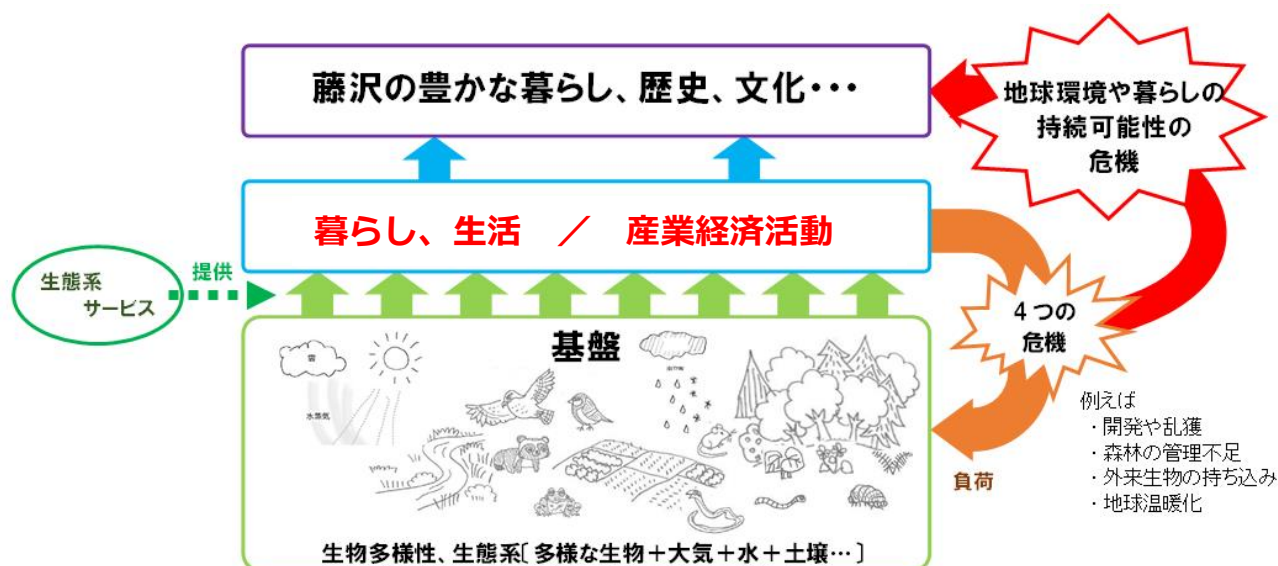 藤沢の豊かな暮らし、歴史、文化・・・
地球環境や暮らしの
持続可能性の
危機
暮らし、生活　／　産業経済活動
生態系
サービス
提供
4つの
危機
基盤
雲
水蒸気
例えば
・開発や乱獲
・森林の管理不足
・外来生物の持ち込み
・地球温暖化
負荷
生物多様性、生態系〔多様な生物＋大気＋水＋土壌…〕